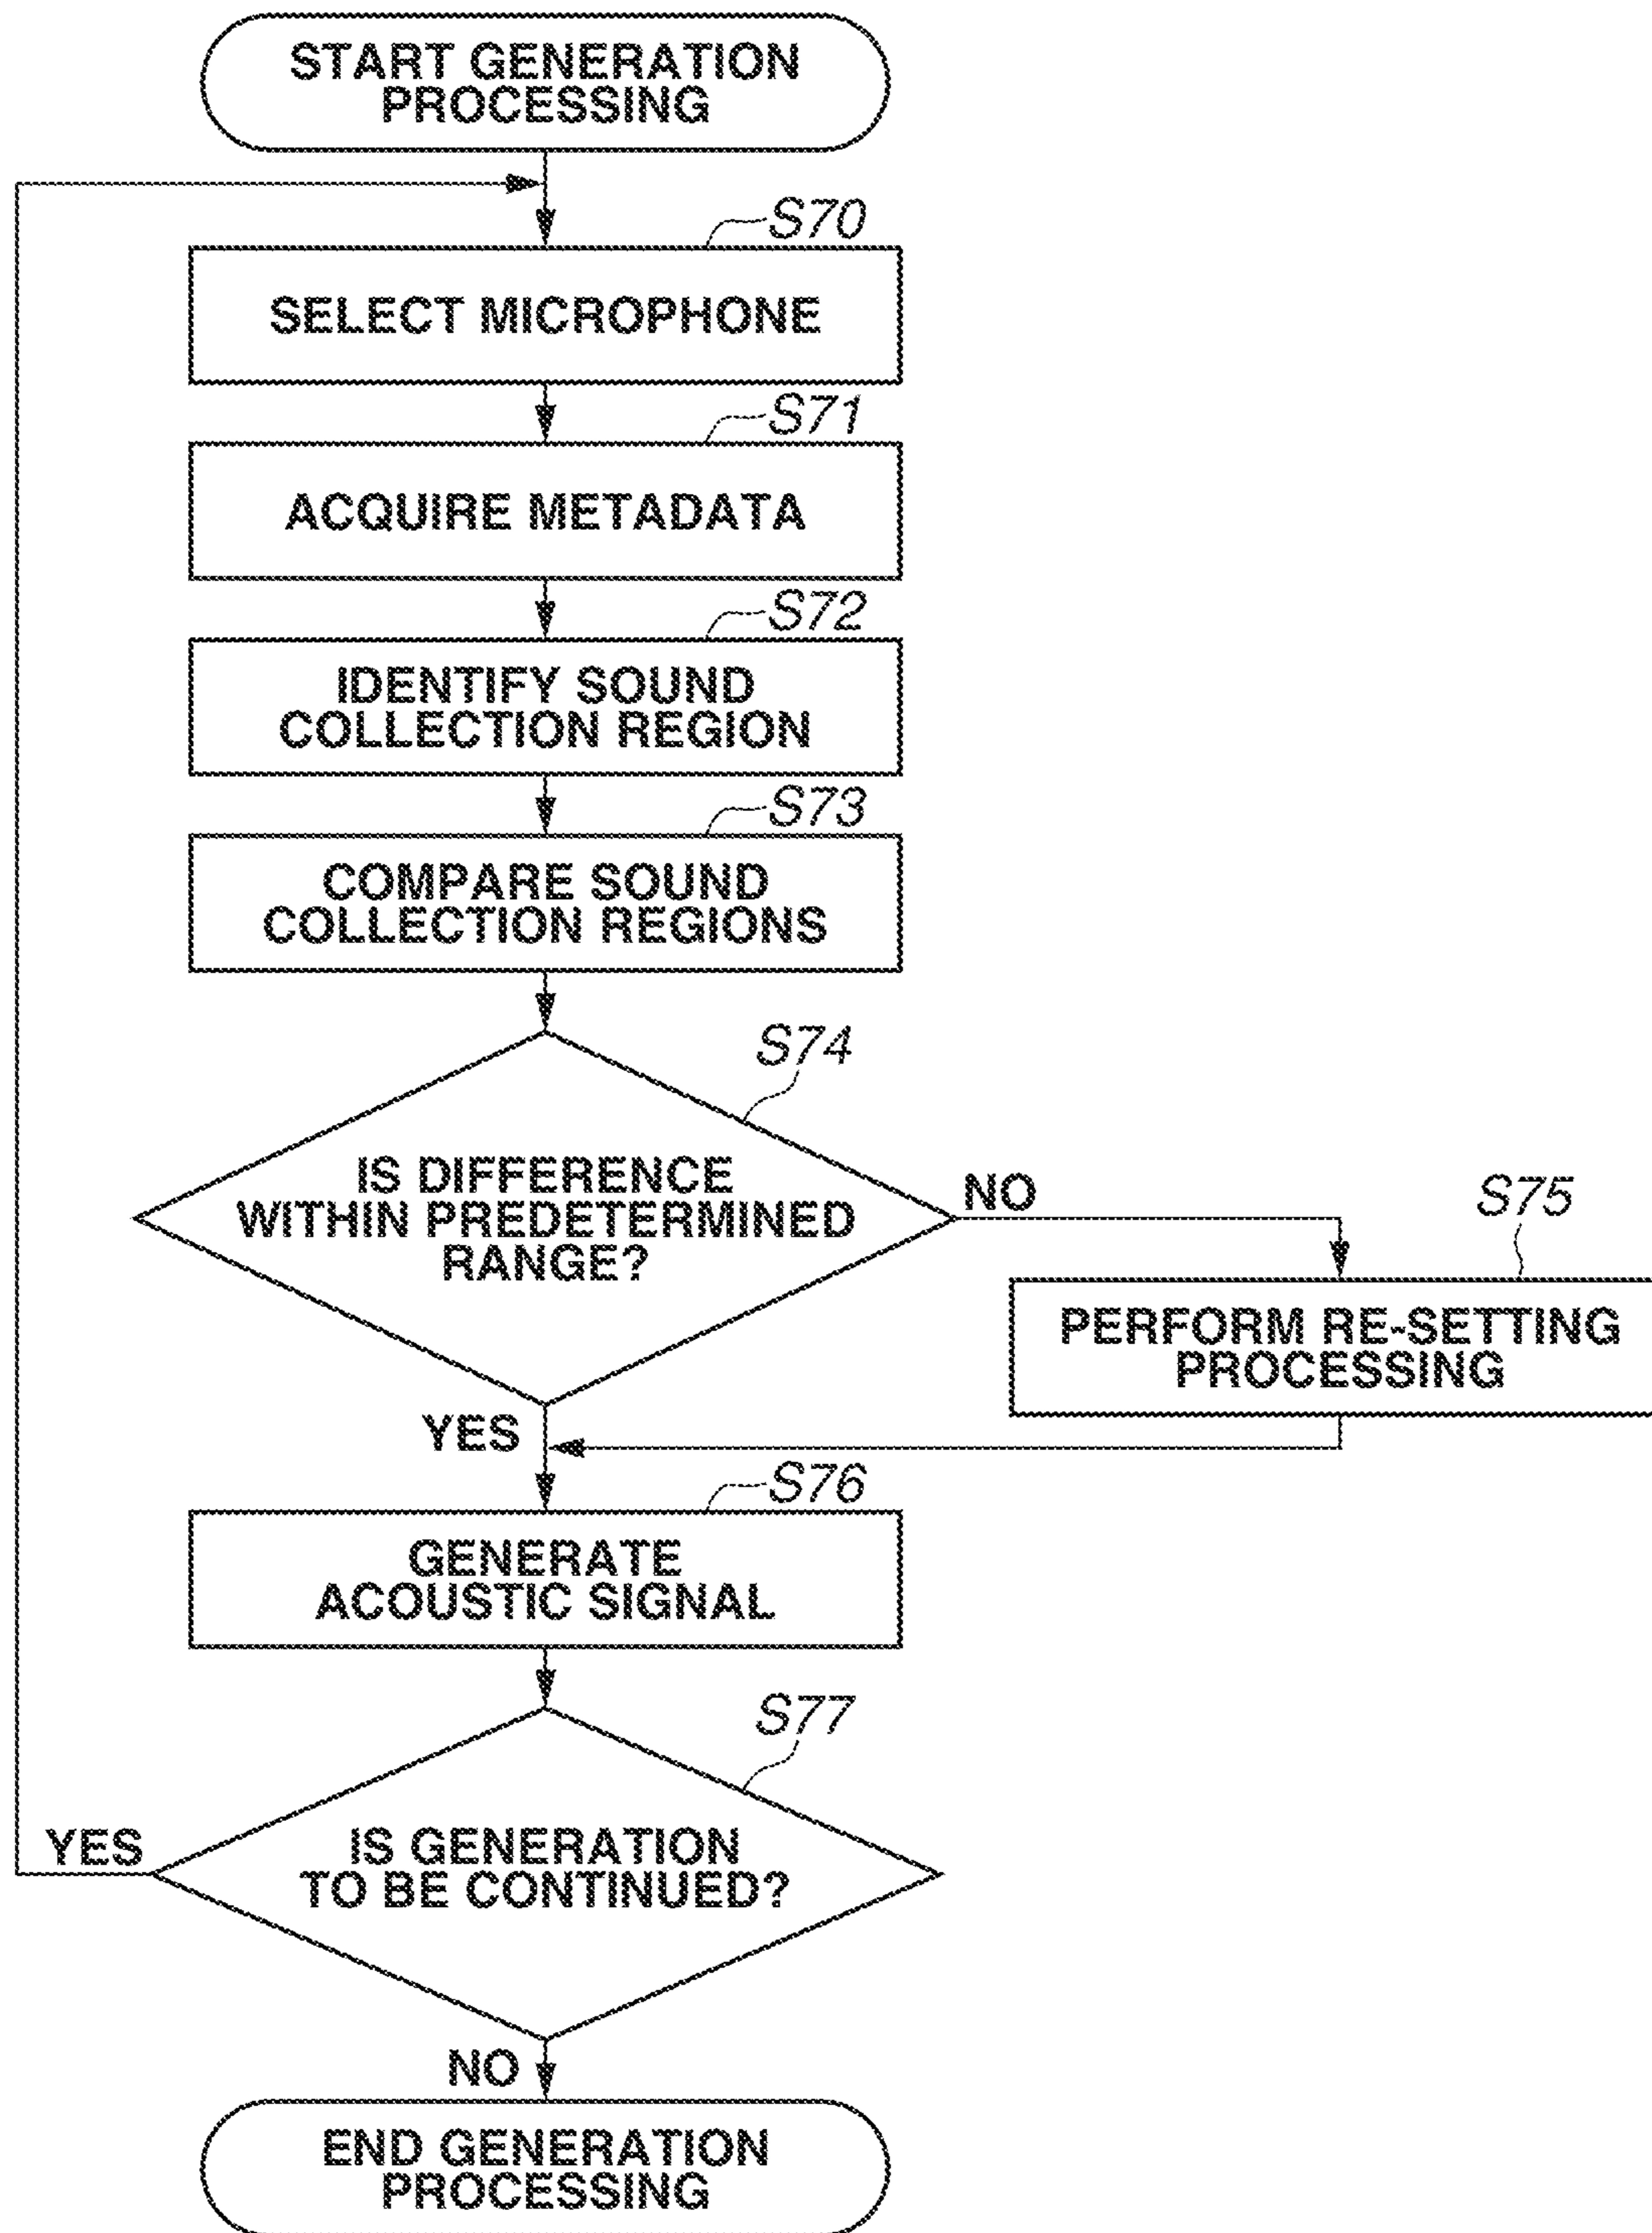 START GENERATION
PROCESSING
S70
SELECT MICROPHONE
S71
ACQUIRE METADATA
S72
IDENTIFY SOUND
COLLECTION REGION
S73
COMPARE SOUND
COLLECTION REGIONS
S74
IS DIFFERENCE
WITHIN PREDETERMINED
RANGE?
NO
S75
PERFORM RE-SETTING
PROCESSING
YES
S76
GENERATE
ACOUSTIC SIGNAL
S77
YES
IS GENERATION
TO BE CONTINUED?
NO
END GENERATION
PROCESSING